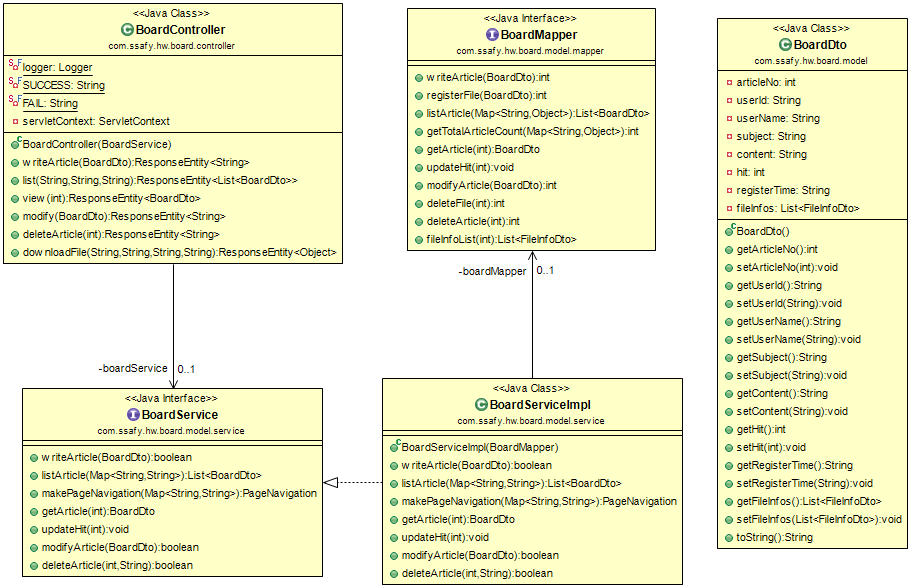 <<Java Class>>
BoardController
com.ssafy.hw.board.controller
logger: Logger
SUCCESS: String
FAIL: String
servletContext: ServletContext
BoardController(BoardService)
writeArticle(BoardDto):ResponseEntity<String>
list(String,String,String):ResponseEntity<List<BoardDto>>
view(int):ResponseEntity<BoardDto>
modify(BoardDto):ResponseEntity<String>
deleteArticle(int):ResponseEntity<String>
downloadFile(String,String,String,String):ResponseEntity<Object>
-boardService 0..1
<<Java Interface>>
BoardService
com.ssafy.hw.board.model.service
writeArticle(BoardDto):boolean
listArticle(Map<String,String>):List<BoardDto>
makePageNavigation(Map<String,String>):PageNavigation
getArticle(int):BoardDto
updateHit(int):void
modifyArticle(BoardDto):boolean
deleteArticle(int,String):boolean
<<Java Interface>>
BoardMapper
com.ssafy.hw.board.model.mapper
writeArticle(BoardDto):int
registerFile(BoardDto):int
listArticle(Map<String,Object>):List<BoardDto>
getTotalArticleCount(Map<String,Object>):int
getArticle(int):BoardDto
updateHit(int):void
modifyArticle(BoardDto):int
deleteFile(int):int
deleteArticle(int):int
fileInfoList(int):List<FileInfoDto>
-boardMapper 0..1
<<Java Class>>
BoardServiceImpl
com.ssafy.hw.board.model.service
BoardServiceImpl(BoardMapper)
writeArticle(BoardDto):boolean
listArticle(Map<String,String>):List<BoardDto>
makePageNavigation(Map<String,String>):PageNavigation
getArticle(int):BoardDto
updateHit(int):void
modifyArticle(BoardDto):boolean
deleteArticle(int,String):boolean
<<Java Class>>
BoardDto
com.ssafy.hw.board.model
articleNo: int
userId: String
userName: String
subject: String
content: String
hit: int
registerTime: String
fileInfos: List<FileInfoDto>
BoardDto()
getArticleNo():int
setArticleNo(int):void
getUserId():String
setUserId(String):void
getUserName():String
setUserName(String):void
getSubject():String
setSubject(String):void
getContent():String
setContent(String):void
getHit():int
setHit(int):void
getRegisterTime():String
setRegisterTime(String):void
getFileInfos():List<FileInfoDto>
setFileInfos(List<FileInfoDto>):void
toString():String